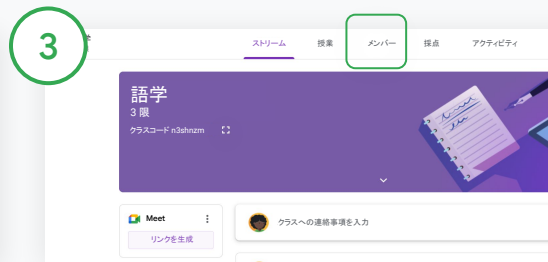 3
ストリーム 授業 メンバー 採点 アクティビティ
語学
3 限
クラスコード n3shnzm
Meet
リンクを生成
クラスへの連絡事項を入力